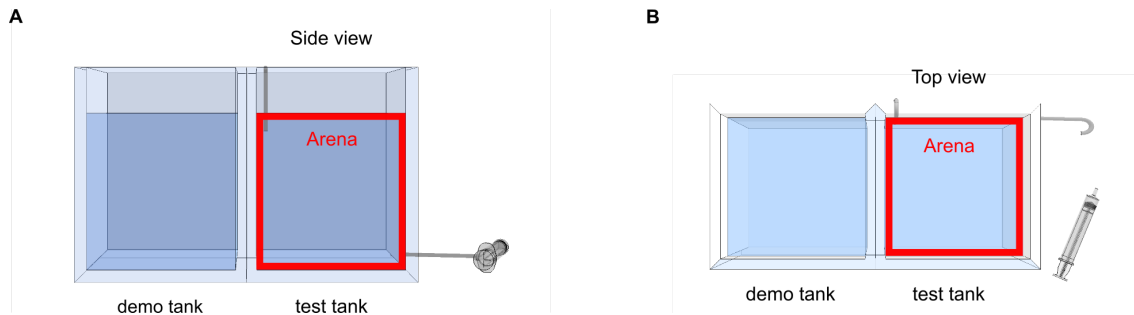 A
Side view
Arena
demo tank
test tank
B
Top view
Arena
demo tank
test tank